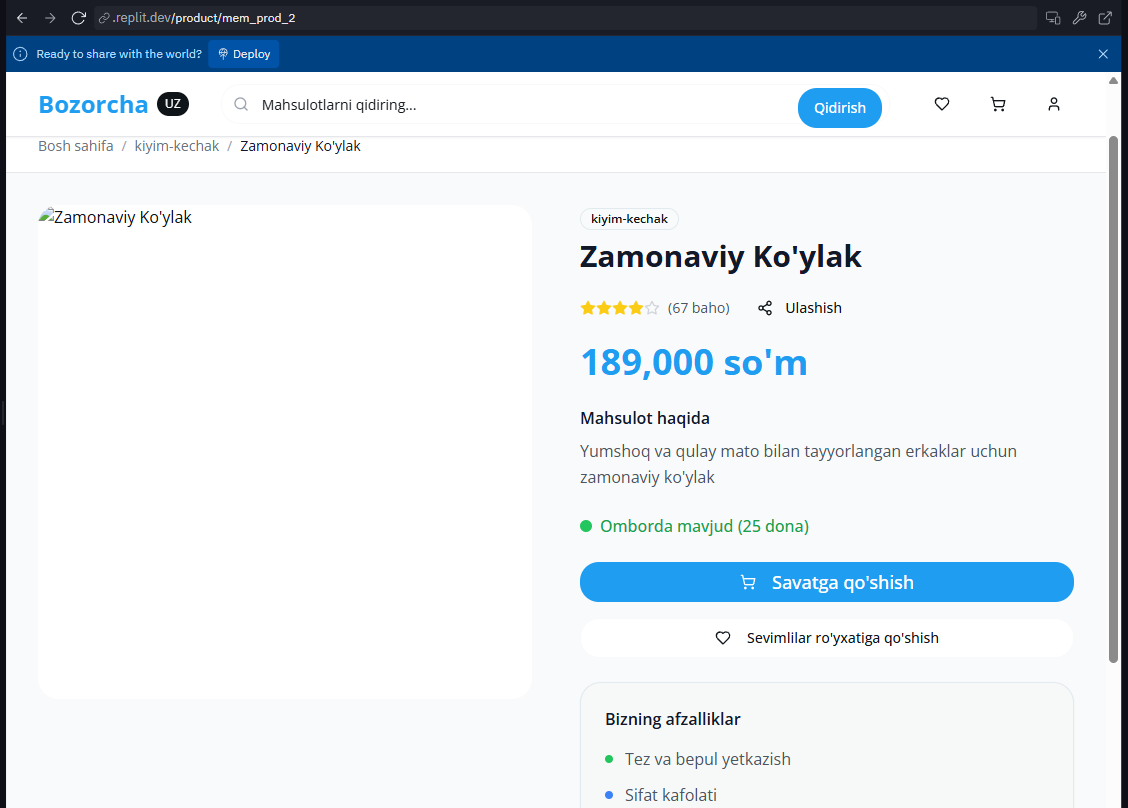 .replit.dev/product/mem_prod_2
Ready to share with the world? Deploy
Bozorcha UZ Mahsulotlarni qidiring... Qidirish
Bosh sahifa / kiyim-kechak / Zamonaviy Ko'ylak
Zamonaviy Ko'ylak
kiyim-kechak
Zamonaviy Ko'ylak
(67 baho) Ulashish
189,000 so'm
Mahsulot haqida
Yumshoq va qulay mato bilan tayyorlangan erkaklar uchun
zamonaviy ko'ylak
Omborda mavjud (25 dona)
Savatga qo'shish
Sevimlilar ro'yxatiga qo'shish
Bizning afzalliklar
Tez va bepul yetkazish
Sifat kafolati